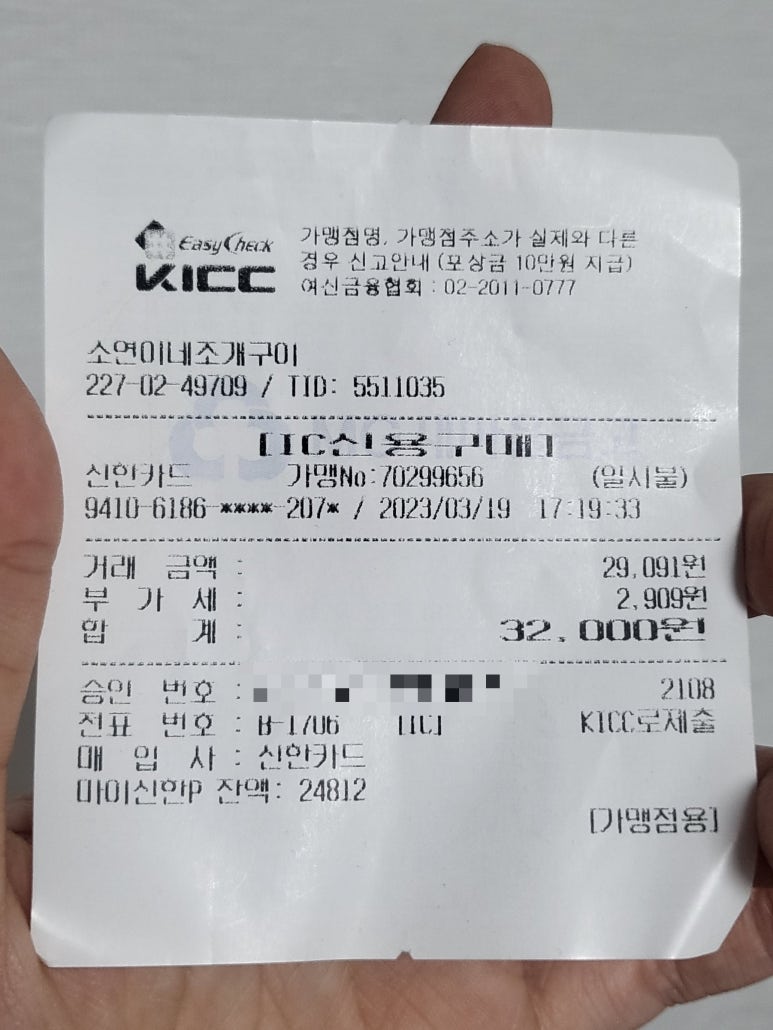 EasyCheck
KICC
가맹점명, 가맹점주소가 실제와 다른
경우 신고안내 (포상금 10만원 지급)
여신금융협회 : 02-2011-0777
소연이네조개구이
227-02-49709 / TID: 5511035
[IC신용구매]
신한카드 가맹No:70299656 (일시불)
9410-6186-****-207* / 2023/03/19 17:19:33
거래 금액 : 29,091원
부 가 세 : 2,909원
합 계 : 32,000원
승인 번호 : 2108
전표 번호 : B-1706 [IC] KICC로제출
매 입 사 : 신한카드
마이신한P 잔액: 24812
[가맹점용]